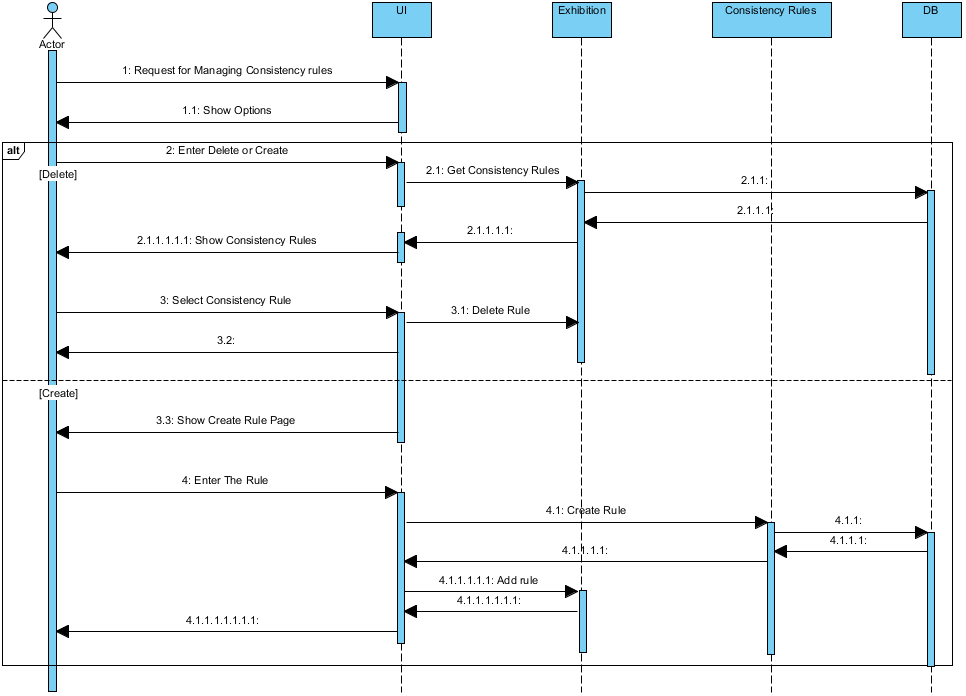 UI
Exhibition
Consistency Rules
DB
Actor
1: Request for Managing Consistency rules
1.1: Show Options
alt
2: Enter Delete or Create
[Delete]
2.1: Get Consistency Rules
2.1.1:
2.1.1.1:
2.1.1.1.1:
2.1.1.1.1.1: Show Consistency Rules
3: Select Consistency Rule
3.1: Delete Rule
3.2:
[Create]
3.3: Show Create Rule Page
4: Enter The Rule
4.1: Create Rule
4.1.1:
4.1.1.1:
4.1.1.1.1:
4.1.1.1.1.1: Add rule
4.1.1.1.1.1.1:
4.1.1.1.1.1.1.1: